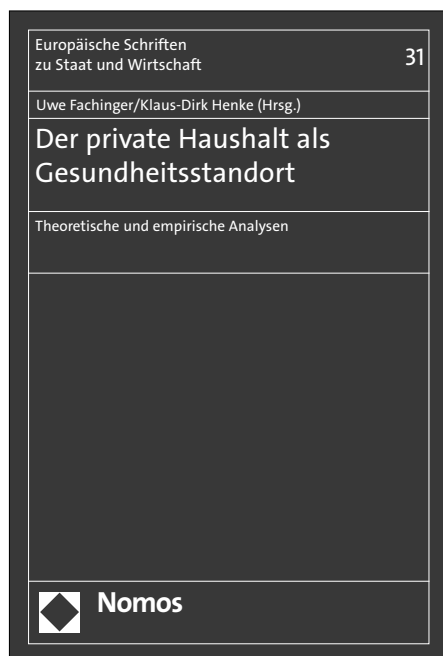 Europäische Schriften
zu Staat und Wirtschaft
31
Uwe Fachinger/Klaus-Dirk Henke (Hrsg.)
Der private Haushalt als
Gesundheitsstandort
Theoretische und empirische Analysen
Nomos